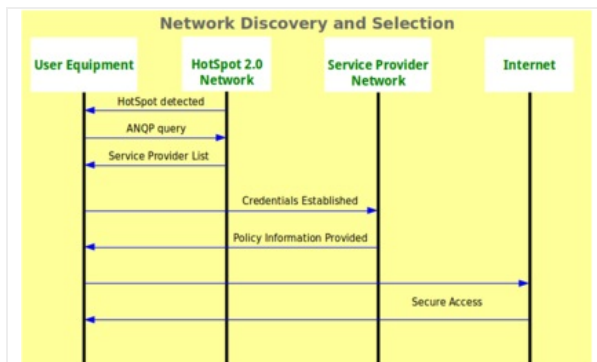 Network Discovery and Selection
User Equipment
HotSpot 2.0
Network
Service Provider
Network
Internet
HotSpot detected
ANQP query
Service Provider List
Credentials Established
Policy Information Provided
Secure Access